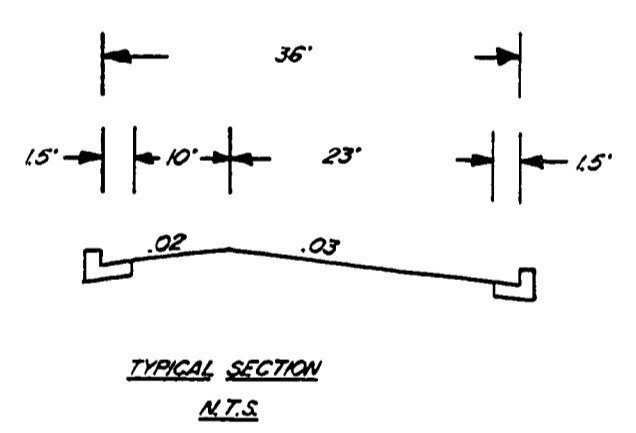 36'
1.5' 10' 23' 1.5'
.02 .03
TYPICAL SECTION
N.T.S.